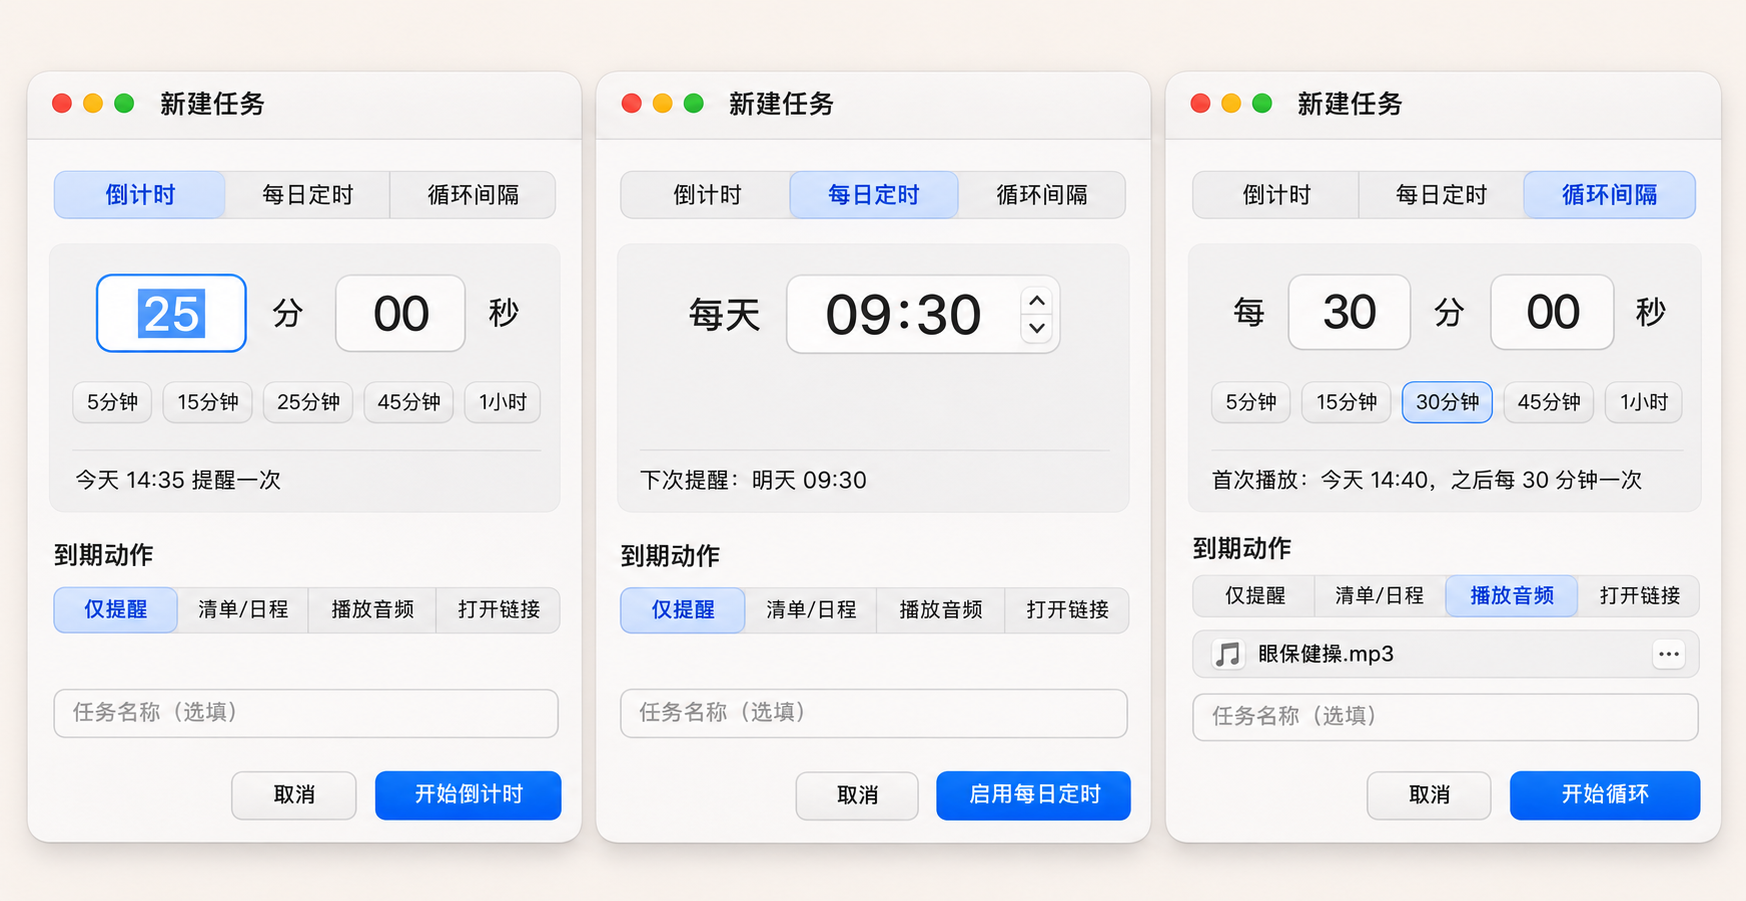 新建任务
倒计时 每日定时 循环间隔
25 分 00 秒
5分钟 15分钟 25分钟 45分钟 1小时
今天 14:35 提醒一次
到期动作
仅提醒 清单/日程 播放音频 打开链接
任务名称（选填）
取消 开始倒计时
新建任务
倒计时 每日定时 循环间隔
每天 09:30
下次提醒：明天 09:30
到期动作
仅提醒 清单/日程 播放音频 打开链接
任务名称（选填）
取消 启用每日定时
新建任务
倒计时 每日定时 循环间隔
每 30 分 00 秒
5分钟 15分钟 30分钟 45分钟 1小时
首次播放：今天 14:40，之后每 30 分钟一次
到期动作
仅提醒 清单/日程 播放音频 打开链接
眼保健操.mp3
任务名称（选填）
取消 开始循环